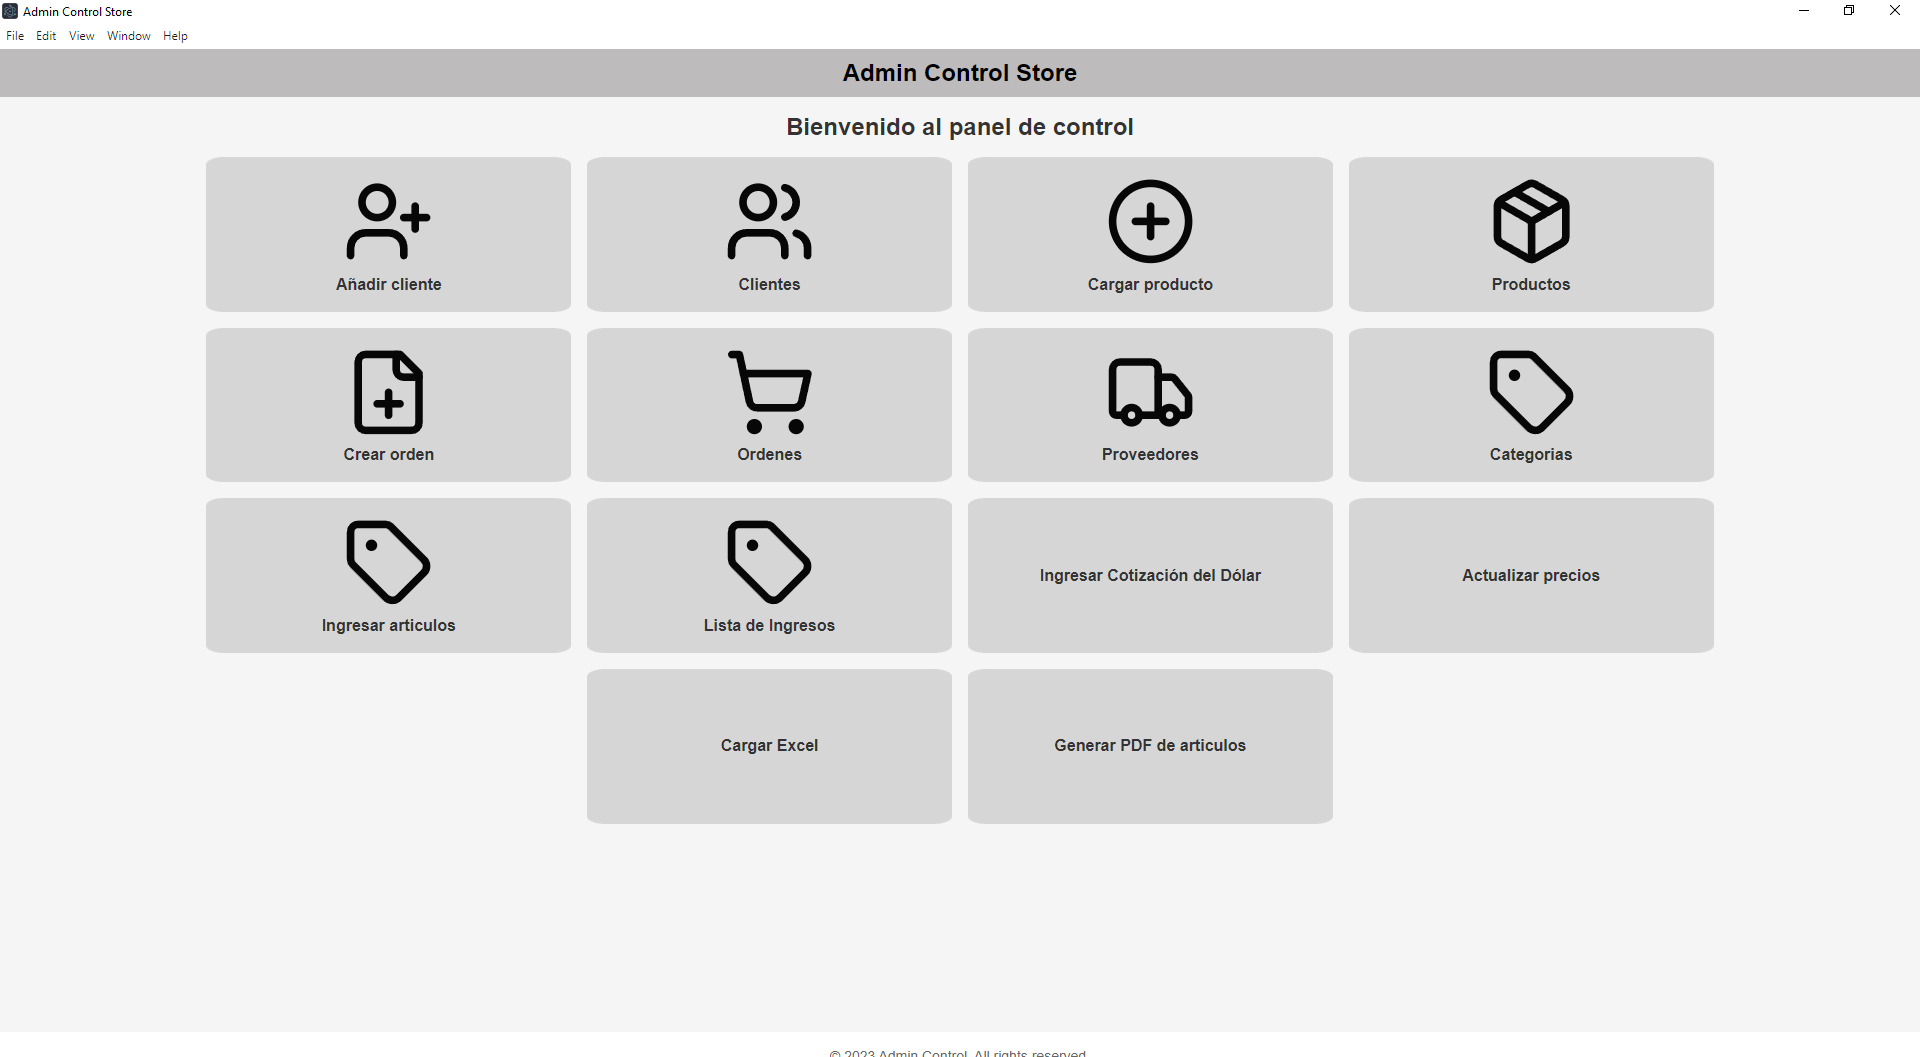 Admin Control Store
File Edit View Window Help
Admin Control Store
Bienvenido al panel de control
Añadir cliente
Clientes
Cargar producto
Productos
Crear orden
Ordenes
Proveedores
Categorias
Ingresar articulos
Lista de Ingresos
Ingresar Cotización del Dólar
Actualizar precios
Cargar Excel
Generar PDF de articulos
© 2023 Admin Control. All rights reserved.